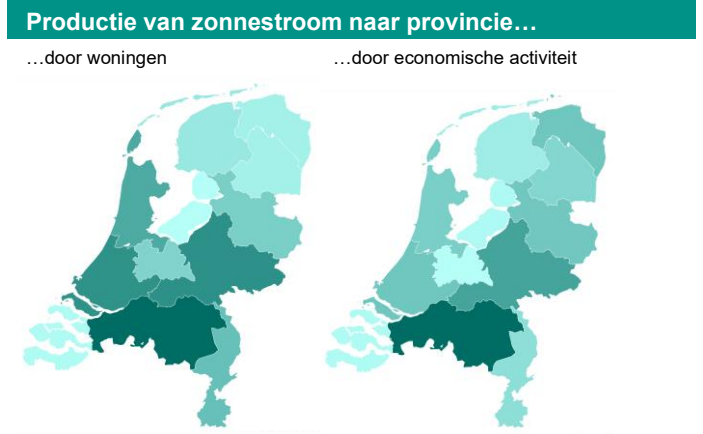 Productie van zonnestroom naar provincie…
…door woningen
…door economische activiteit